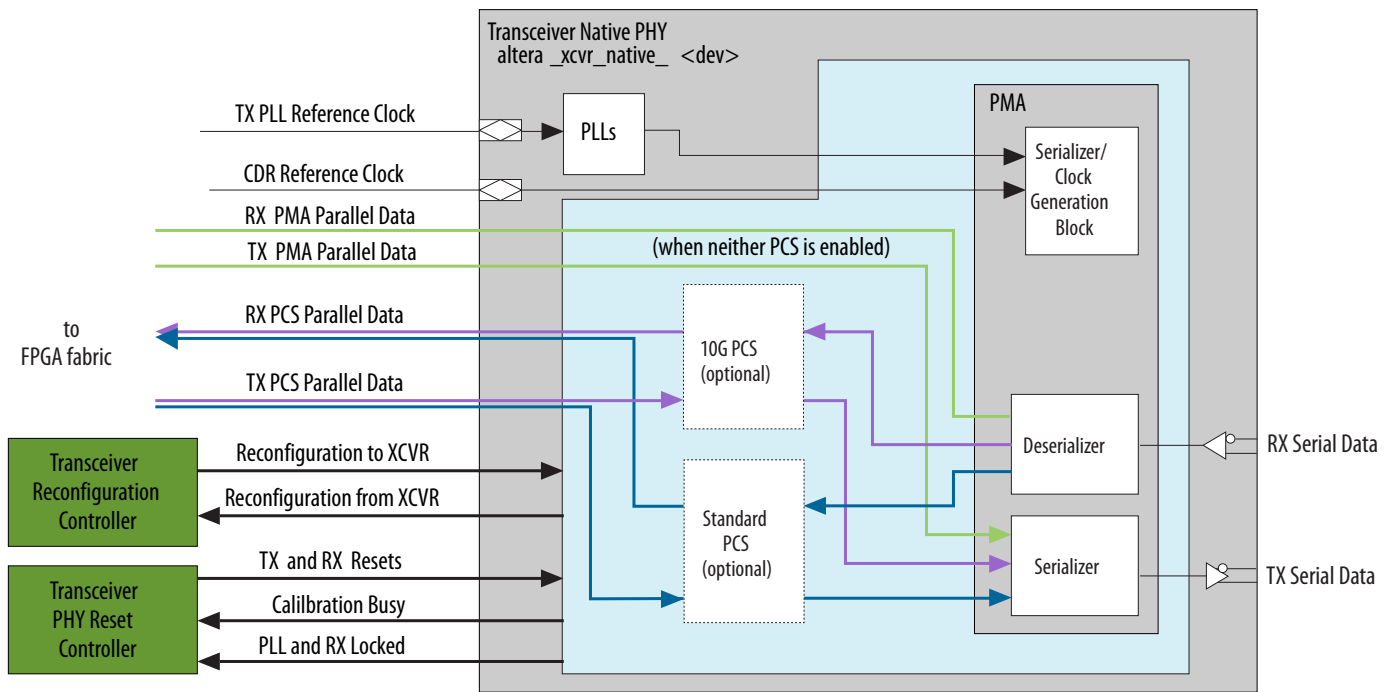 Transceiver Native PHY
altera _xcvr_native_ <dev>
TX PLL Reference Clock
PLLs
PMA
Serializer/
Clock
Generation
Block
CDR Reference Clock
RX PMA Parallel Data
TX PMA Parallel Data
(when neither PCS is enabled)
to
FPGA fabric
RX PCS Parallel Data
TX PCS Parallel Data
10G PCS
(optional)
Deserializer
RX Serial Data
Transceiver
Reconfiguration
Controller
Reconfiguration to XCVR
Reconfiguration from XCVR
Standard
PCS
(optional)
Serializer
TX Serial Data
Transceiver
PHY Reset
Controller
TX and RX Resets
Calilbration Busy
PLL and RX Locked